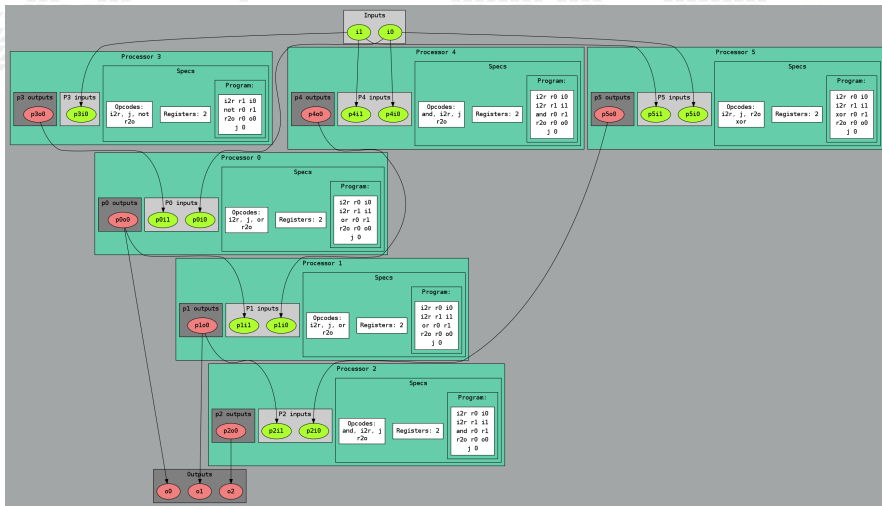 Inputs
i1 i0
Processor 3
Specs
Program:
p3 outputs
P3 inputs
p3o0
p3i0
Opcodes:
i2r, j, not
r2o
Registers: 2
i2r r1 i0
not r0 r1
r2o r0 o0
j 0
Processor 4
Specs
Program:
p4 outputs
P4 inputs
p4o0
p4i1 p4i0
Opcodes:
and, i2r, j
r2o
Registers: 2
i2r r0 i0
i2r r1 i1
and r0 r1
r2o r0 o0
j 0
Processor 5
Specs
Program:
p5 outputs
P5 inputs
p5o0
p5i1 p5i0
Opcodes:
i2r, j, r2o
xor
Registers: 2
i2r r0 i0
i2r r1 i1
xor r0 r1
r2o r0 o0
j 0
Processor 0
Specs
Program:
p0 outputs
P0 inputs
p0o0
p0i1 p0i0
Opcodes:
i2r, j, or
r2o
Registers: 2
i2r r0 i0
i2r r1 i1
or r0 r1
r2o r0 o0
j 0
Processor 1
Specs
Program:
p1 outputs
P1 inputs
p1o0
p1i1 p1i0
Opcodes:
i2r, j, or
r2o
Registers: 2
i2r r0 i0
i2r r1 i1
or r0 r1
r2o r0 o0
j 0
Processor 2
Specs
Program:
p2 outputs
P2 inputs
p2o0
p2i1 p2i0
Opcodes:
and, i2r, j
r2o
Registers: 2
i2r r0 i0
i2r r1 i1
and r0 r1
r2o r0 o0
j 0
Outputs
o0 o1 o2